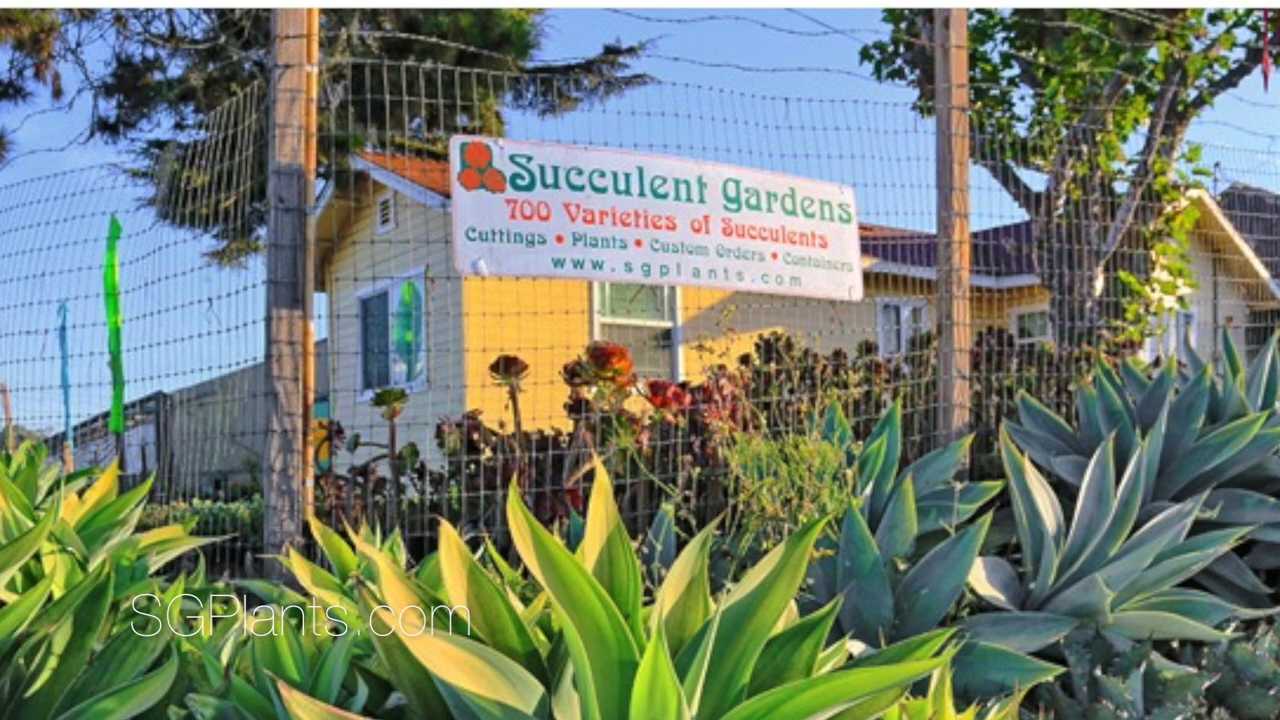 Succulent gardens
700 Varieties of Succulents
Cuttings • Plants • Custom Orders • Containers
www.sgplants.com
SGPlants.com